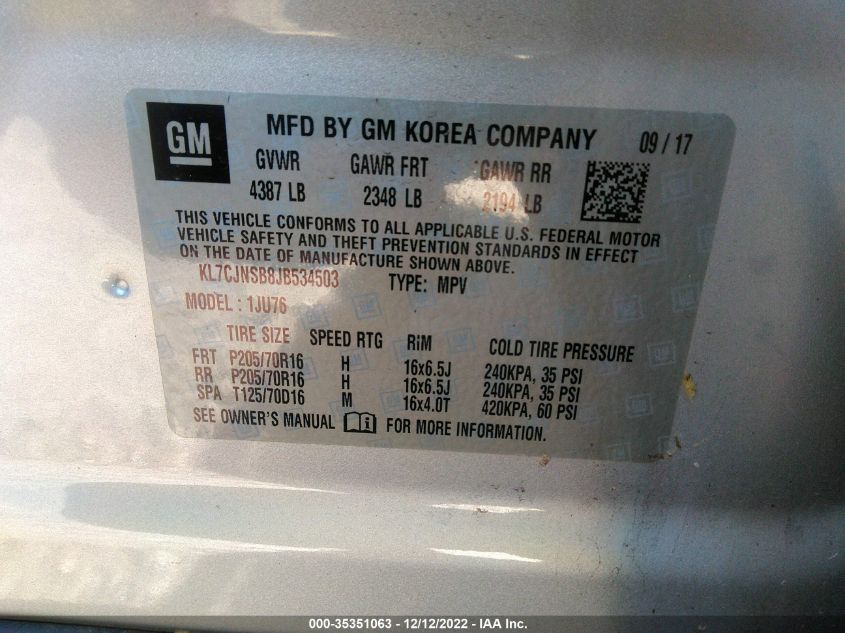 GM MFD BY GM KOREA COMPANY 09 / 17
GVWR GAWR FRT GAWR RR
4387 LB 2348 LB 2194 LB
THIS VEHICLE CONFORMS TO ALL APPLICABLE U.S. FEDERAL MOTOR
VEHICLE SAFETY AND THEFT PREVENTION STANDARDS IN EFFECT
ON THE DATE OF MANUFACTURE SHOWN ABOVE.
KL7CJNSB8JB534503 TYPE: MPV
MODEL : 1JU76
TIRE SIZE SPEED RTG RiM COLD TIRE PRESSURE
FRT P205/70R16 H 16x6.5J 240KPA, 35 PSI
RR P205/70R16 H 16x6.5J 240KPA, 35 PSI
SPA T125/70D16 M 16x4.0T 420KPA, 60 PSI
SEE OWNER'S MANUAL i FOR MORE INFORMATION.
000-35351063 - 12/12/2022 - IAA Inc.